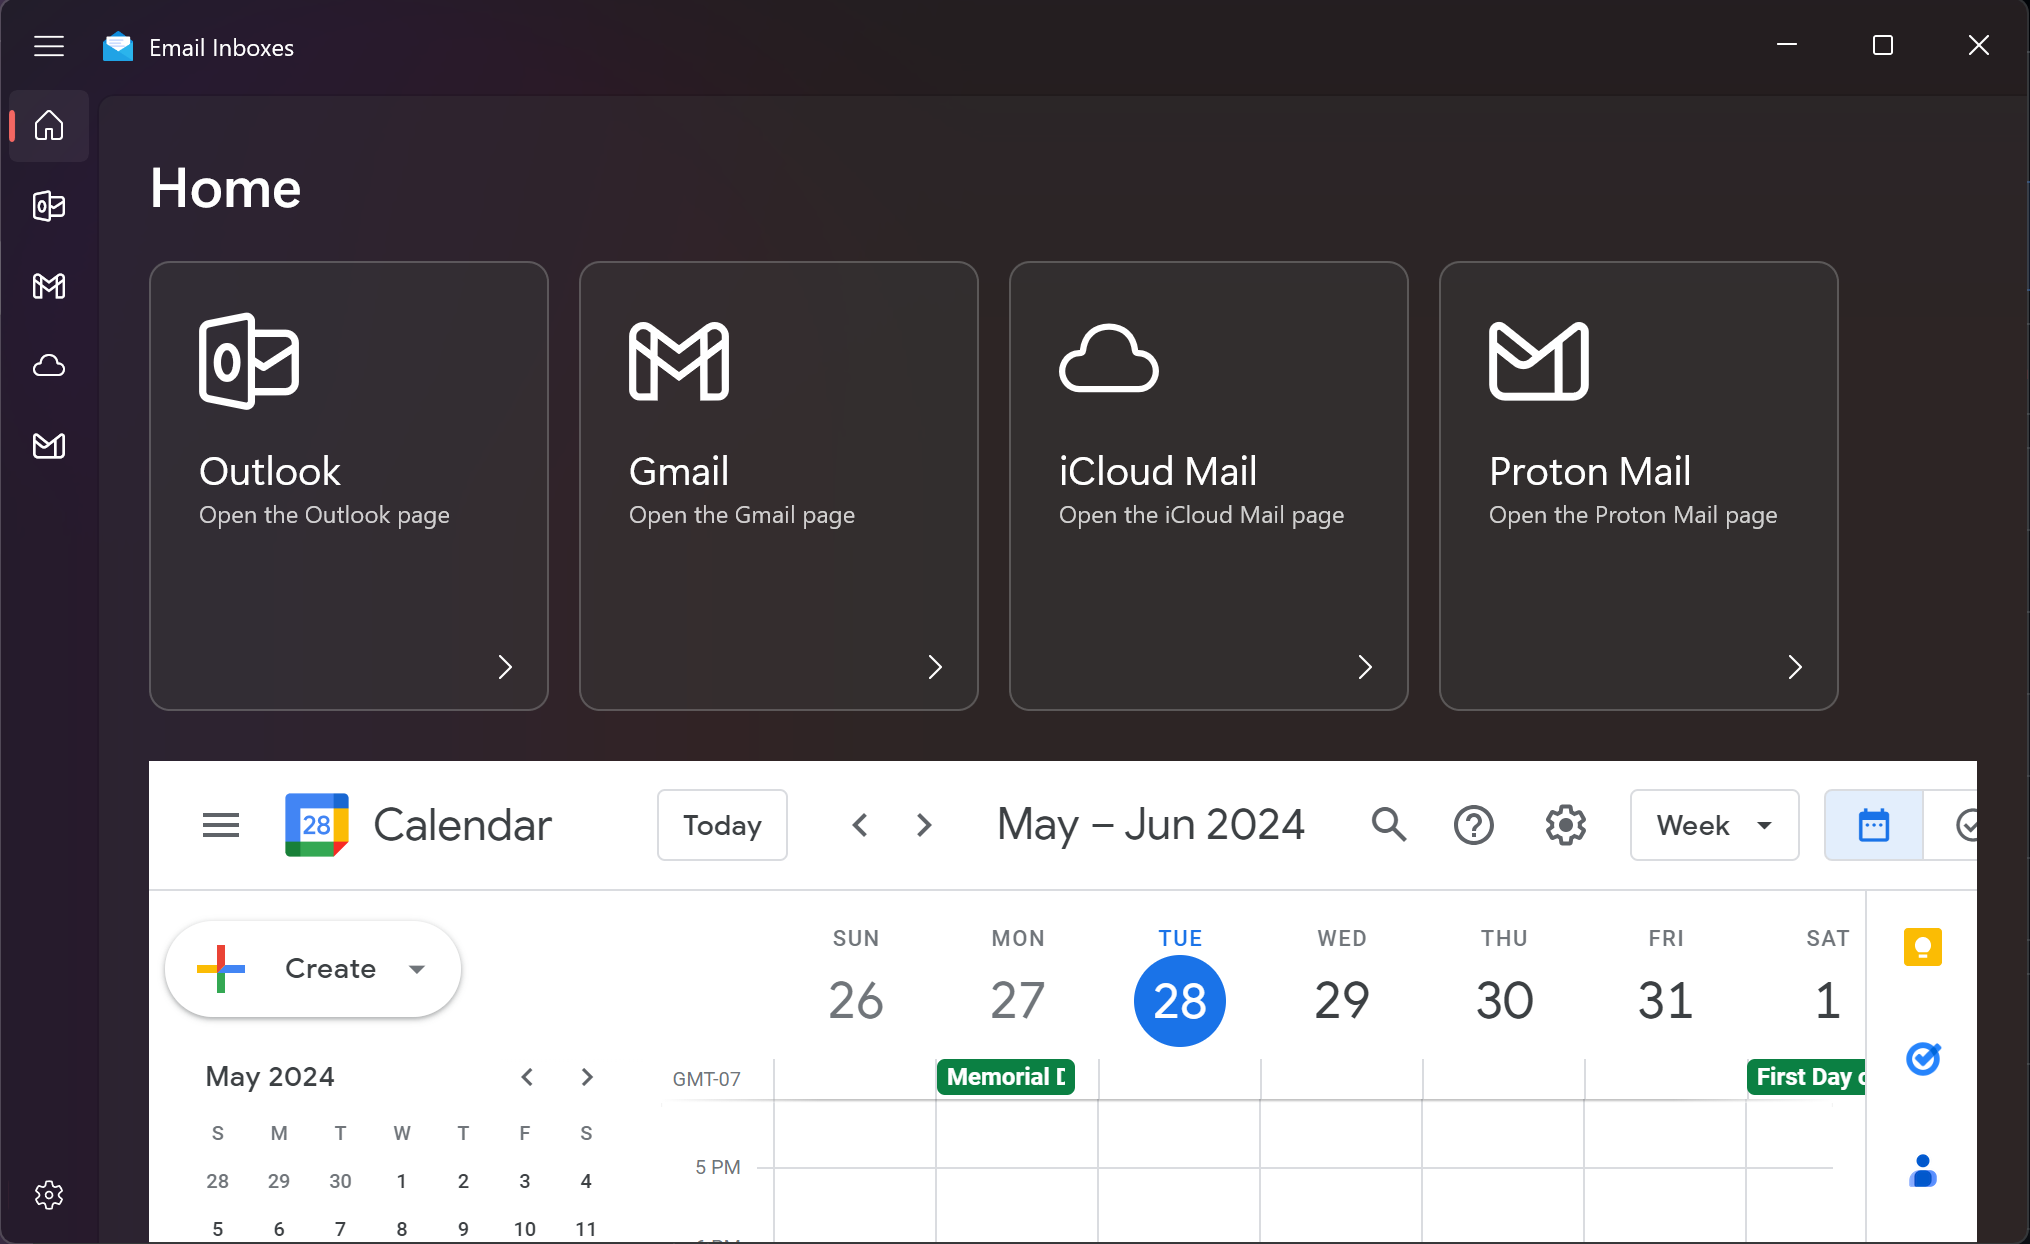 Email Inboxes
Home
Outlook
Open the Outlook page
Gmail
Open the Gmail page
iCloud Mail
Open the iCloud Mail page
Proton Mail
Open the Proton Mail page
28
Calendar
Today
May – Jun 2024
Week
Create
SUN MON TUE WED THU FRI SAT
26 27 28 29 30 31 1
May 2024
GMT-07
Memorial D
First Day
S M T W T F S
28 29 30 1 2 3 4
5 PM
5 6 7 8 9 10 11